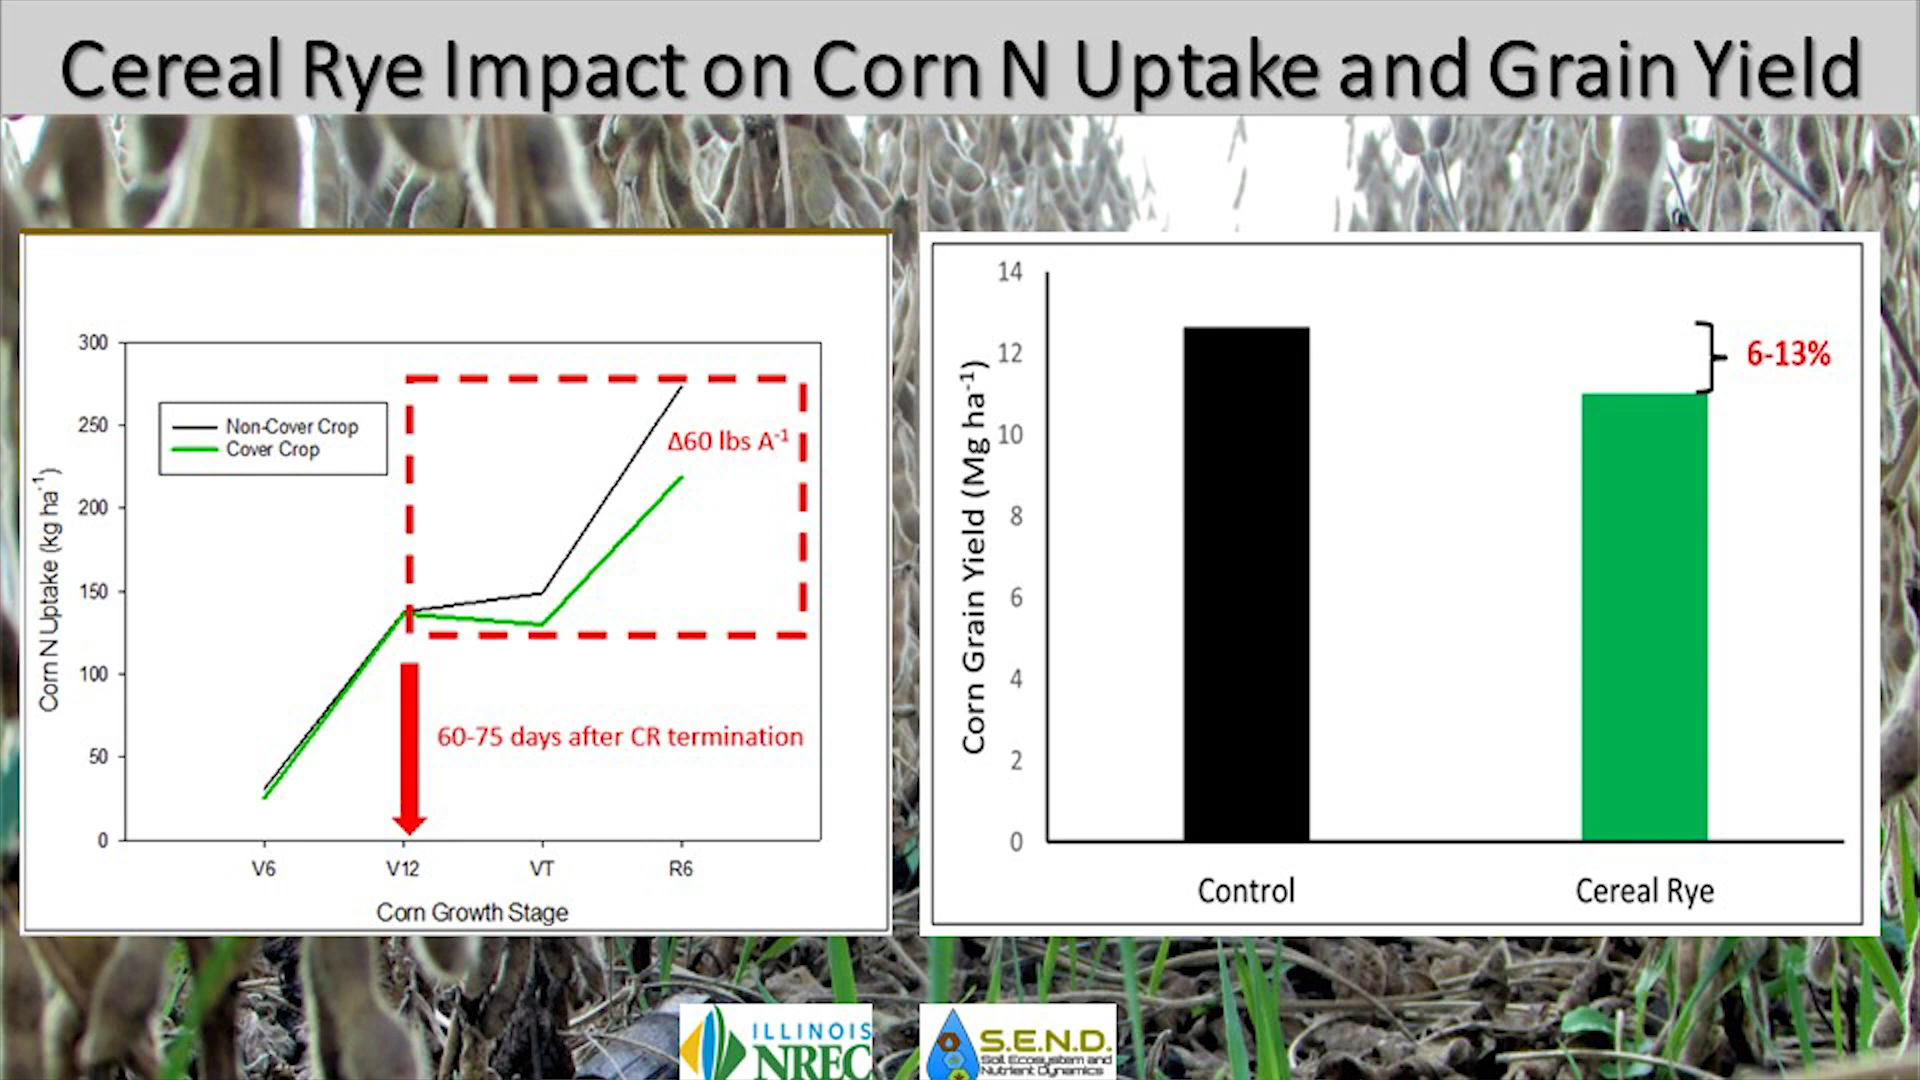 Cereal Rye Impact on Corn N Uptake and Grain Yield
Corn N Uptake (kg ha-1)
300
250
200
150
100
50
0
Non-Cover Crop
Cover Crop
Δ60 lbs A-1
60-75 days after CR termination
V6 V12 VT R6
Corn Growth Stage
Corn Grain Yield (Mg ha-1)
14
12
10
8
6
4
2
0
6-13%
Control Cereal Rye
ILLINOIS
NREC
S.E.N.D.
Soil Ecosystem and
Nutrient Dynamics